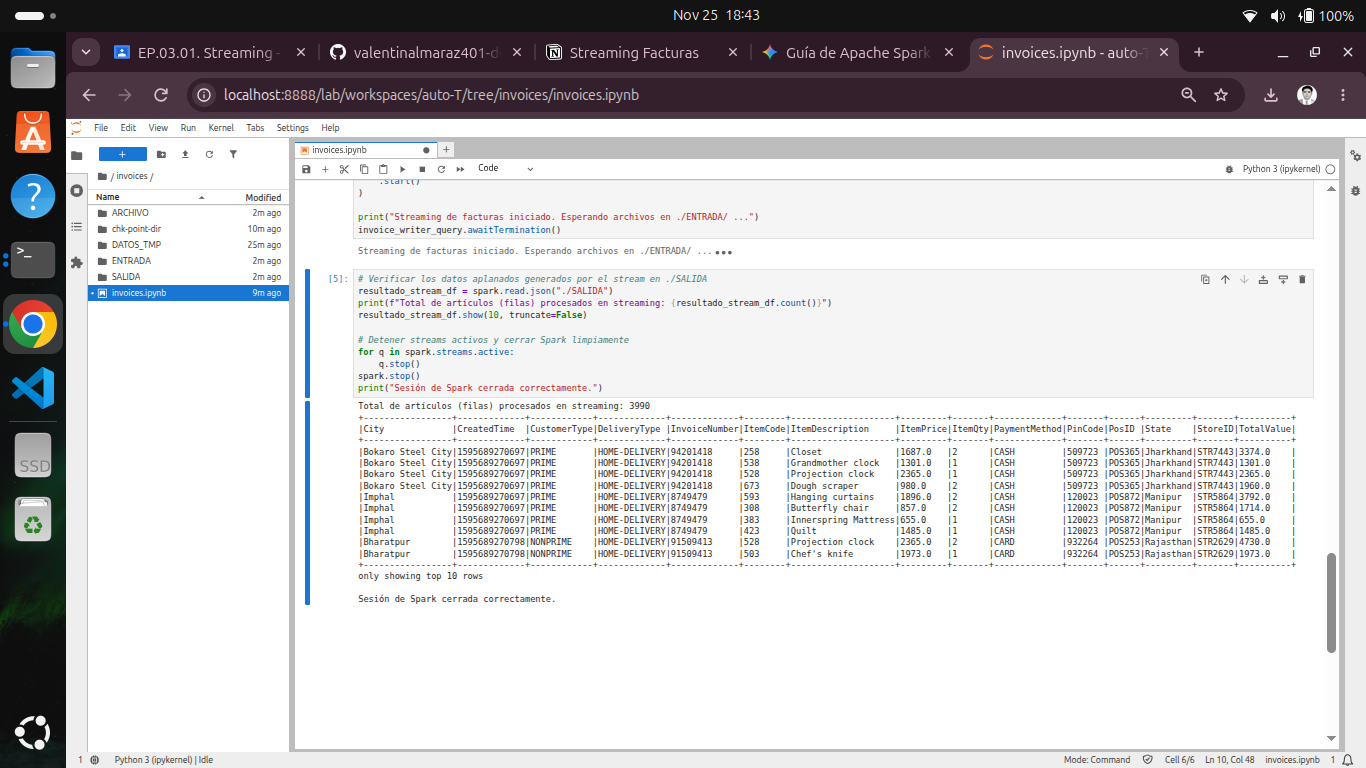 Nov 25 18:43
100%
EP.03.01. Streaming -
valentinalmaraz401-d
Streaming Facturas
Guía de Apache Spark
invoices.ipynb - auto-T
localhost:8888/lab/workspaces/auto-T/tree/invoices/invoices.ipynb
File Edit View Run Kernel Tabs Settings Help
/ invoices /
Name Modified
ARCHIVO 2m ago
chk-point-dir 10m ago
DATOS_TMP 25m ago
ENTRADA 2m ago
SALIDA 2m ago
invoices.ipynb 9m ago
SSD
invoices.ipynb
Code
Python 3 (ipykernel)
.start()
)
print("Streaming de facturas iniciado. Esperando archivos en ./ENTRADA/ ...")
invoice_writer_query.awaitTermination()
Streaming de facturas iniciado. Esperando archivos en ./ENTRADA/ ... •••
[5]:
# Verificar los datos aplanados generados por el stream en ./SALIDA
resultado_stream_df = spark.read.json("./SALIDA")
print(f"Total de artículos (filas) procesados en streaming: {resultado_stream_df.count()}")
resultado_stream_df.show(10, truncate=False)
# Detener streams activos y cerrar Spark limpiamente
for q in spark.streams.active:
    q.stop()
spark.stop()
print("Sesión de Spark cerrada correctamente.")
Total de artículos (filas) procesados en streaming: 3990
+-----------------+-------------+------------+-------------+-------------+--------+--------------------+---------+-------+-------------+-------+------+---------+-------+----------+
|City             |CreatedTime  |CustomerType|DeliveryType |InvoiceNumber|ItemCode|ItemDescription     |ItemPrice|ItemQty|PaymentMethod|PinCode|PosID |State    |StoreID|TotalValue|
+-----------------+-------------+------------+-------------+-------------+--------+--------------------+---------+-------+-------------+-------+------+---------+-------+----------+
|Bokaro Steel City|1595689270697|PRIME       |HOME-DELIVERY|94201418     |258     |Closet              |1687.0   |2      |CASH         |509723 |POS365|Jharkhand|STR7443|3374.0    |
|Bokaro Steel City|1595689270697|PRIME       |HOME-DELIVERY|94201418     |538     |Grandmother clock   |1301.0   |1      |CASH         |509723 |POS365|Jharkhand|STR7443|1301.0    |
|Bokaro Steel City|1595689270697|PRIME       |HOME-DELIVERY|94201418     |528     |Projection clock    |2365.0   |1      |CASH         |509723 |POS365|Jharkhand|STR7443|2365.0    |
|Bokaro Steel City|1595689270697|PRIME       |HOME-DELIVERY|94201418     |673     |Dough scraper       |980.0    |2      |CASH         |509723 |POS365|Jharkhand|STR7443|1960.0    |
|Imphal           |1595689270697|PRIME       |HOME-DELIVERY|8749479      |593     |Hanging curtains    |1896.0   |2      |CASH         |120023 |POS872|Manipur  |STR5864|3792.0    |
|Imphal           |1595689270697|PRIME       |HOME-DELIVERY|8749479      |308     |Butterfly chair     |857.0    |2      |CASH         |120023 |POS872|Manipur  |STR5864|1714.0    |
|Imphal           |1595689270697|PRIME       |HOME-DELIVERY|8749479      |383     |Innerspring Mattress|655.0    |1      |CASH         |120023 |POS872|Manipur  |STR5864|655.0     |
|Imphal           |1595689270697|PRIME       |HOME-DELIVERY|8749479      |423     |Quilt               |1485.0   |1      |CASH         |120023 |POS872|Manipur  |STR5864|1485.0    |
|Bharatpur        |1595689270798|NONPRIME    |HOME-DELIVERY|91509413     |528     |Projection clock    |2365.0   |2      |CARD         |932264 |POS253|Rajasthan|STR2629|4730.0    |
|Bharatpur        |1595689270798|NONPRIME    |HOME-DELIVERY|91509413     |503     |Chef's knife        |1973.0   |1      |CARD         |932264 |POS253|Rajasthan|STR2629|1973.0    |
+-----------------+-------------+------------+-------------+-------------+--------+--------------------+---------+-------+-------------+-------+------+---------+-------+----------+
only showing top 10 rows
Sesión de Spark cerrada correctamente.
1 Python 3 (ipykernel) | Idle
Mode: Command Cell 6/6 Ln 10, Col 48 invoices.ipynb 1